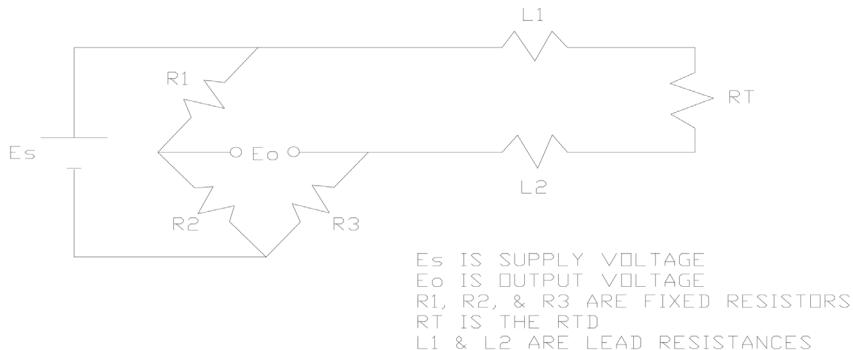 L1
R1
RT
Es
Eo
L2
R2
R3
Es IS SUPPLY VOLTAGE
Eo IS OUTPUT VOLTAGE
R1, R2, & R3 ARE FIXED RESISTORS
RT IS THE RTD
L1 & L2 ARE LEAD RESISTANCES